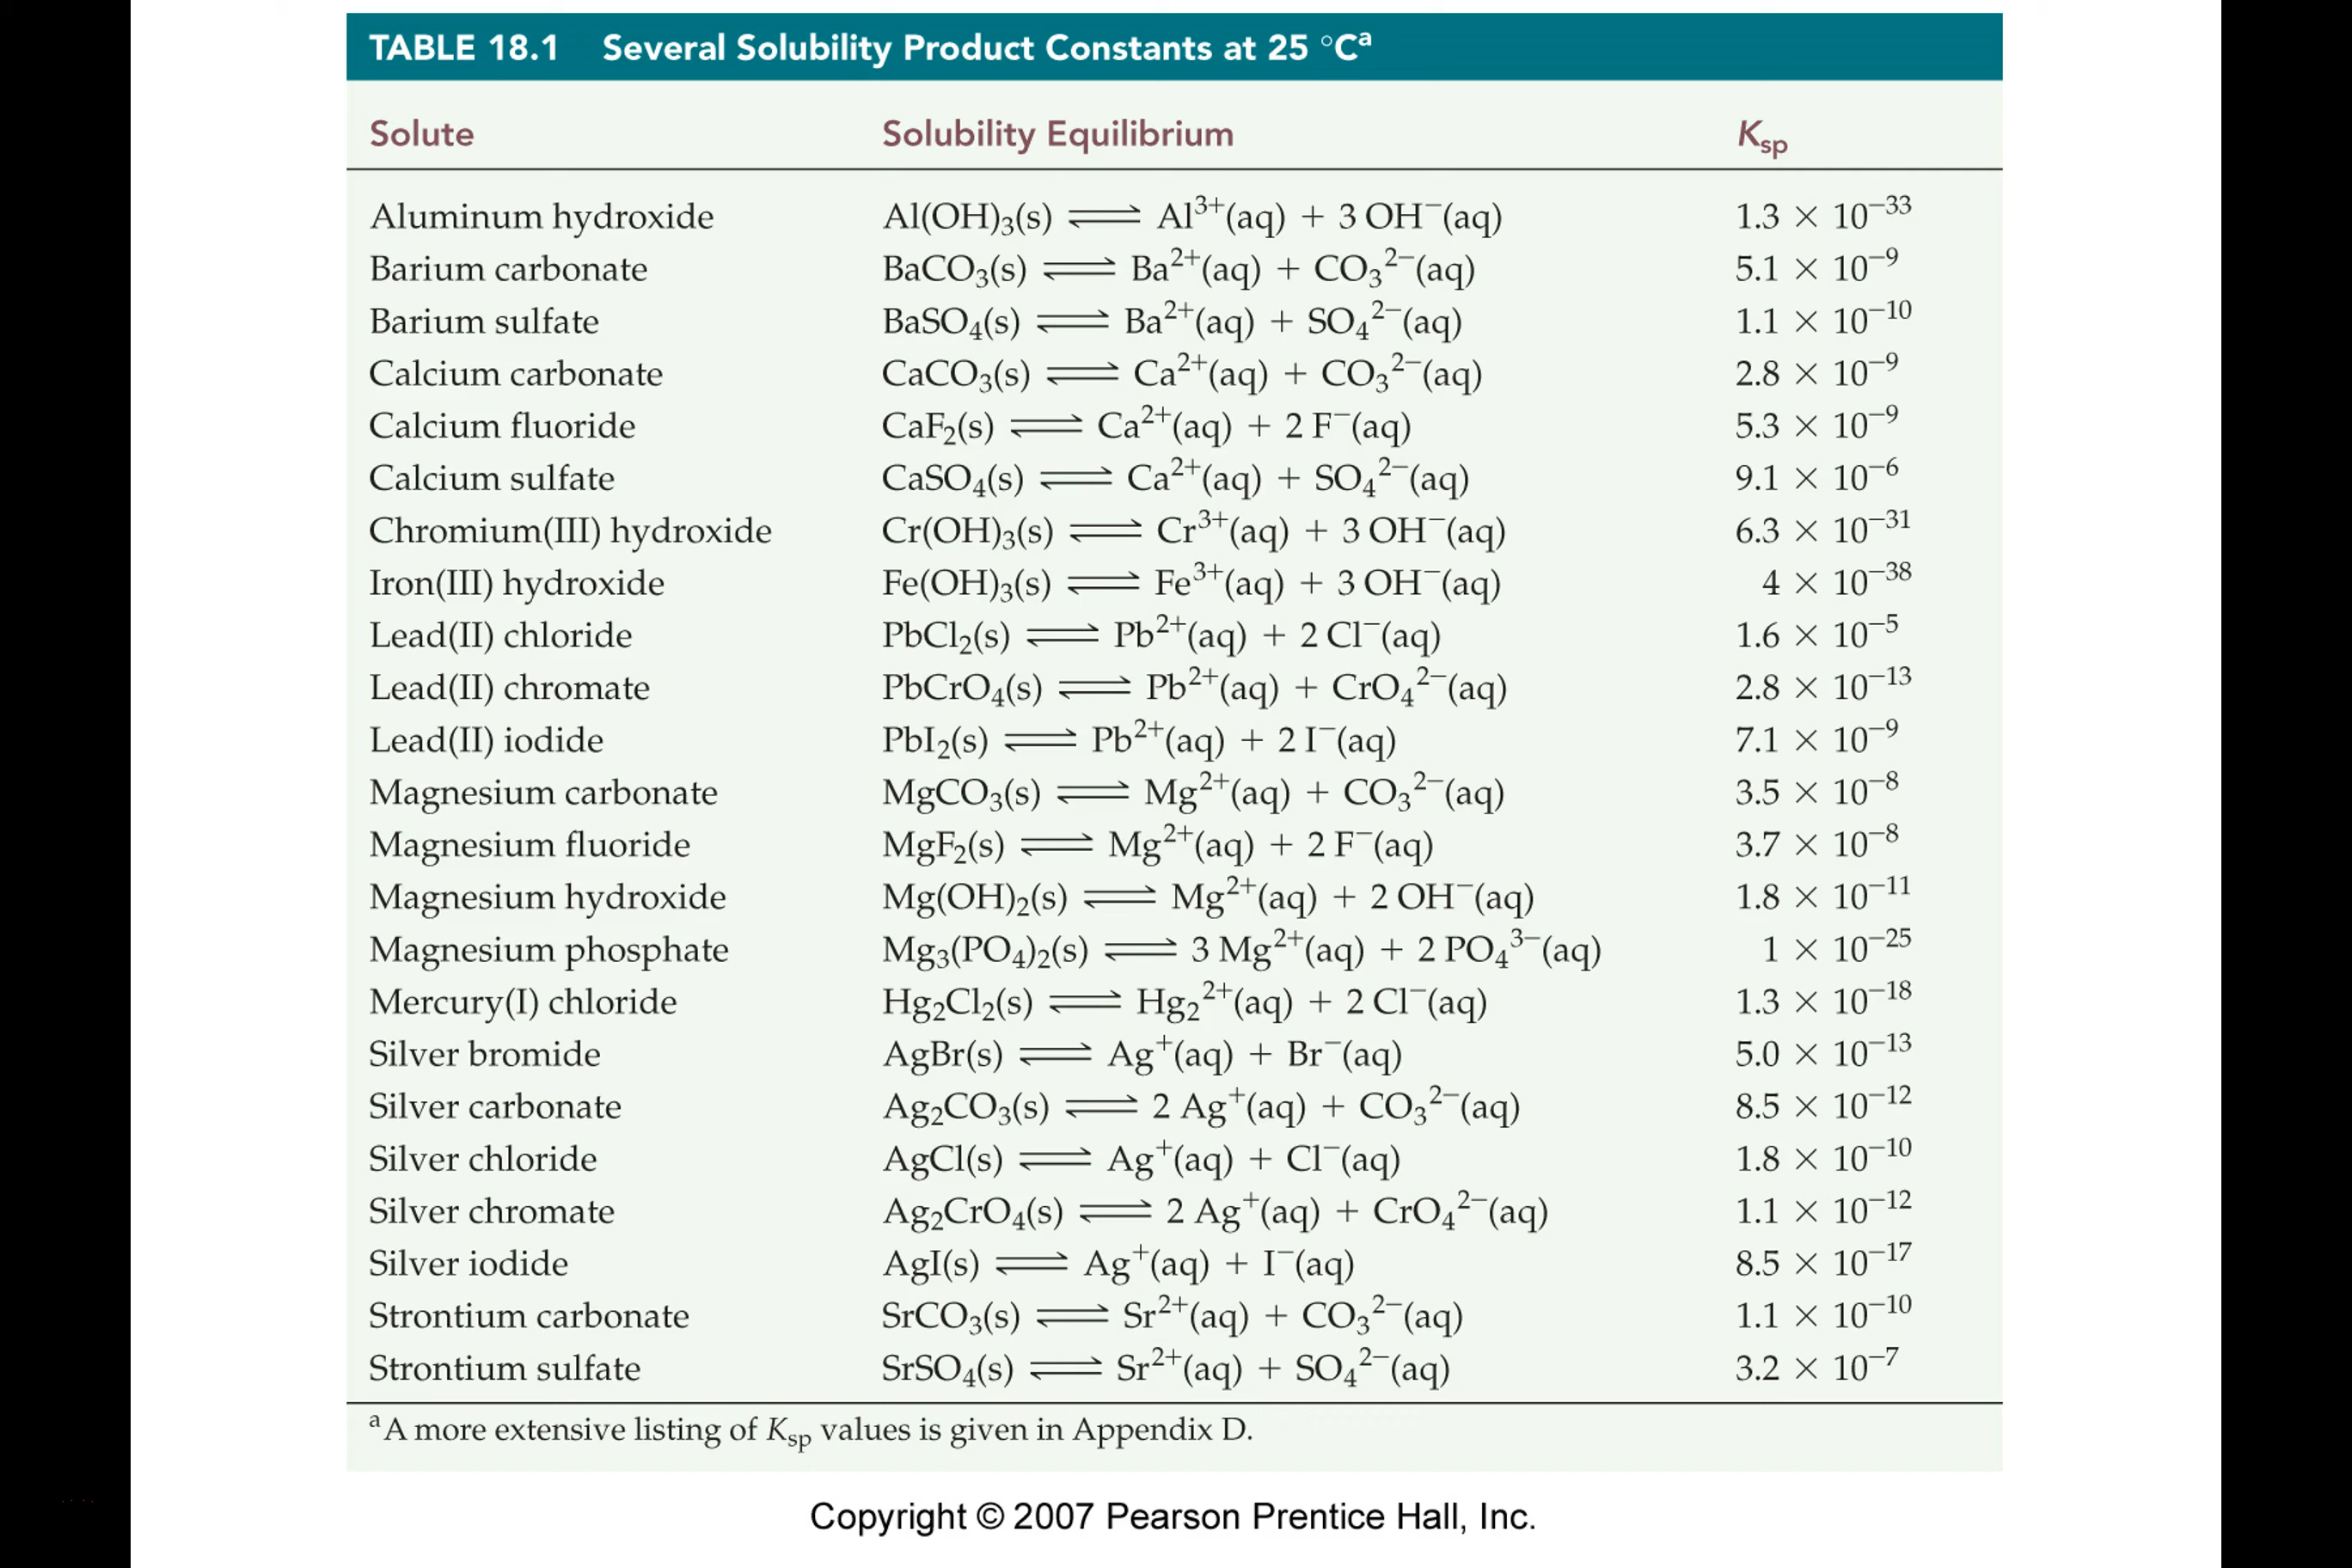 TABLE 18.1 Several Solubility Product Constants at 25 °Cᵃ
Solute Solubility Equilibrium Ksp
Aluminum hydroxide Al(OH)₃(s) ⇌ Al³⁺(aq) + 3 OH⁻(aq) 1.3 × 10⁻³³
Barium carbonate BaCO₃(s) ⇌ Ba²⁺(aq) + CO₃²⁻(aq) 5.1 × 10⁻⁹
Barium sulfate BaSO₄(s) ⇌ Ba²⁺(aq) + SO₄²⁻(aq) 1.1 × 10⁻¹⁰
Calcium carbonate CaCO₃(s) ⇌ Ca²⁺(aq) + CO₃²⁻(aq) 2.8 × 10⁻⁹
Calcium fluoride CaF₂(s) ⇌ Ca²⁺(aq) + 2 F⁻(aq) 5.3 × 10⁻⁹
Calcium sulfate CaSO₄(s) ⇌ Ca²⁺(aq) + SO₄²⁻(aq) 9.1 × 10⁻⁶
Chromium(III) hydroxide Cr(OH)₃(s) ⇌ Cr³⁺(aq) + 3 OH⁻(aq) 6.3 × 10⁻³¹
Iron(III) hydroxide Fe(OH)₃(s) ⇌ Fe³⁺(aq) + 3 OH⁻(aq) 4 × 10⁻³⁸
Lead(II) chloride PbCl₂(s) ⇌ Pb²⁺(aq) + 2 Cl⁻(aq) 1.6 × 10⁻⁵
Lead(II) chromate PbCrO₄(s) ⇌ Pb²⁺(aq) + CrO₄²⁻(aq) 2.8 × 10⁻¹³
Lead(II) iodide PbI₂(s) ⇌ Pb²⁺(aq) + 2 I⁻(aq) 7.1 × 10⁻⁹
Magnesium carbonate MgCO₃(s) ⇌ Mg²⁺(aq) + CO₃²⁻(aq) 3.5 × 10⁻⁸
Magnesium fluoride MgF₂(s) ⇌ Mg²⁺(aq) + 2 F⁻(aq) 3.7 × 10⁻⁸
Magnesium hydroxide Mg(OH)₂(s) ⇌ Mg²⁺(aq) + 2 OH⁻(aq) 1.8 × 10⁻¹¹
Magnesium phosphate Mg₃(PO₄)₂(s) ⇌ 3 Mg²⁺(aq) + 2 PO₄³⁻(aq) 1 × 10⁻²⁵
Mercury(I) chloride Hg₂Cl₂(s) ⇌ Hg₂²⁺(aq) + 2 Cl⁻(aq) 1.3 × 10⁻¹⁸
Silver bromide AgBr(s) ⇌ Ag⁺(aq) + Br⁻(aq) 5.0 × 10⁻¹³
Silver carbonate Ag₂CO₃(s) ⇌ 2 Ag⁺(aq) + CO₃²⁻(aq) 8.5 × 10⁻¹²
Silver chloride AgCl(s) ⇌ Ag⁺(aq) + Cl⁻(aq) 1.8 × 10⁻¹⁰
Silver chromate Ag₂CrO₄(s) ⇌ 2 Ag⁺(aq) + CrO₄²⁻(aq) 1.1 × 10⁻¹²
Silver iodide AgI(s) ⇌ Ag⁺(aq) + I⁻(aq) 8.5 × 10⁻¹⁷
Strontium carbonate SrCO₃(s) ⇌ Sr²⁺(aq) + CO₃²⁻(aq) 1.1 × 10⁻¹⁰
Strontium sulfate SrSO₄(s) ⇌ Sr²⁺(aq) + SO₄²⁻(aq) 3.2 × 10⁻⁷
ᵃA more extensive listing of Ksp values is given in Appendix D.
Copyright © 2007 Pearson Prentice Hall, Inc.